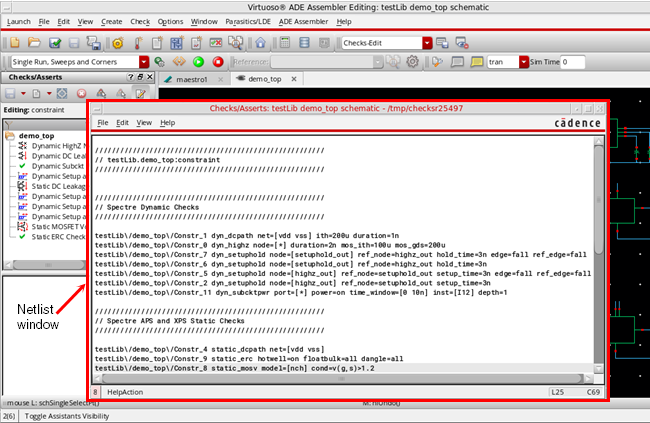 Virtuoso® ADE Assembler Editing: testLib demo_top schematic
Launch File Edit View Create Check Options Window Parasitics/LDE ADE Assembler Help
Checks-Edit
Single Run, Sweeps and Corners Reference: tran Sim Time 0
Checks/Asserts
maestro1 demo_top
Editing: constraint
demo_top
Dynamic HighZ
Dynamic DC Leak
Dynamic Subckt
Dynamic Setup a
Static DC Leakag
Dynamic Setup a
Dynamic Setup a
Dynamic Setup a
Static MOSFET V
Static ERC Check
Netlist
window
Checks/Asserts: testLib demo_top schematic - /tmp/checksr25497
File Edit View Help cādence
////////////////////////////////////////////////////////
// testLib.demo_top:constraint
////////////////////////////////////////////////////////
////////////////////////////////////////////////////////
// Spectre Dynamic Checks
////////////////////////////////////////////////////////
testLib\/demo_top\/Constr_1 dyn_dcpath net=[vdd vss] ith=200u duration=1n
testLib\/demo_top\/Constr_0 dyn_highz node=[*] duration=2n mos_ith=100u mos_gds=200u
testLib\/demo_top\/Constr_7 dyn_setuphold node=[setuphold_out] ref_node=highz_out hold_time=3n edge=fall ref_edge=fall
testLib\/demo_top\/Constr_6 dyn_setuphold node=[setuphold_out] ref_node=highz_out hold_time=3n
testLib\/demo_top\/Constr_5 dyn_setuphold node=[highz_out] ref_node=setuphold_out setup_time=3n edge=fall ref_edge=fall
testLib\/demo_top\/Constr_2 dyn_setuphold node=[highz_out] ref_node=setuphold_out setup_time=3n
testLib\/demo_top\/Constr_11 dyn_subcktpwr port=[*] power=on time_window=[0 10n] inst=[I12] depth=1
////////////////////////////////////////////////////////
// Spectre APS and XPS Static Checks
////////////////////////////////////////////////////////
testLib\/demo_top\/Constr_4 static_dcpath net=[vdd vss]
testLib\/demo_top\/Constr_9 static_erc hotwell=on floatbulk=all dangle=all
testLib\/demo_top\/Constr_8 static_mosv model=[nch] cond=v(g,s)>1.2
8 HelpAction L25 C69
mouse L: schSingleSelectPt()
2(6) Toggle Assistants Visibility